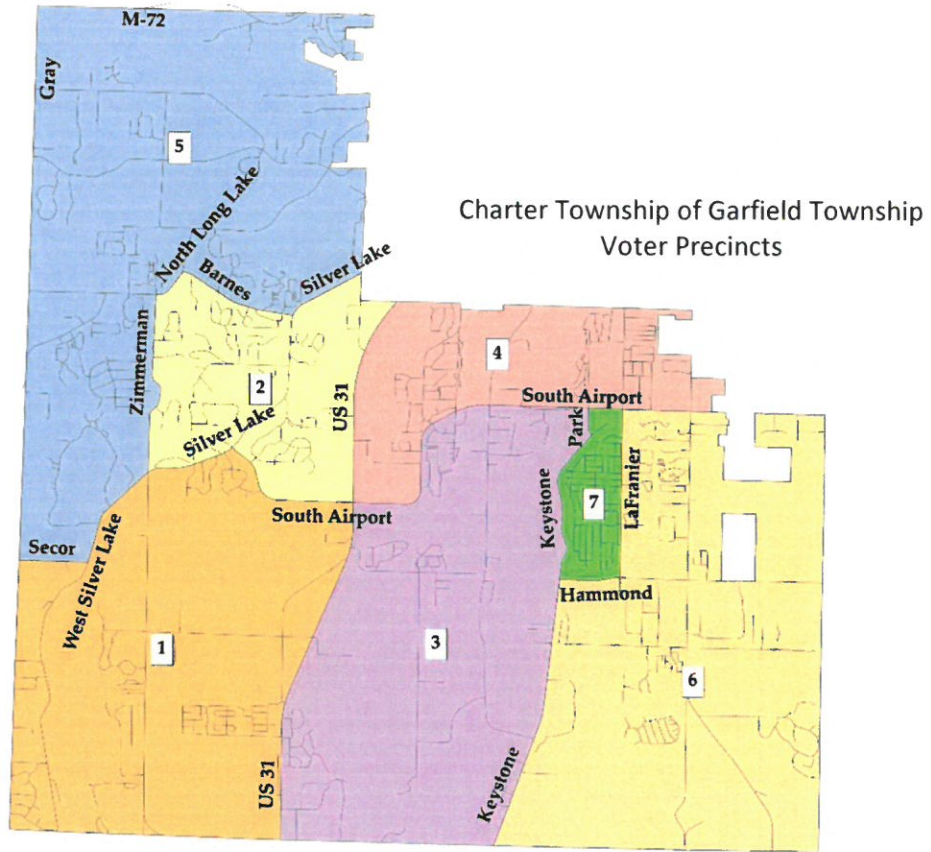 M-72
Gray
5
North Long Lake
Charter Township of Garfield Township
Voter Precincts
Barnes
Silver Lake
Zimmerman
2
US 31
4
South Airport
Silver Lake
Park
Keystone
7
LaFranier
South Airport
Secor
West Silver Lake
Hammond
1
3
6
US 31
Keystone